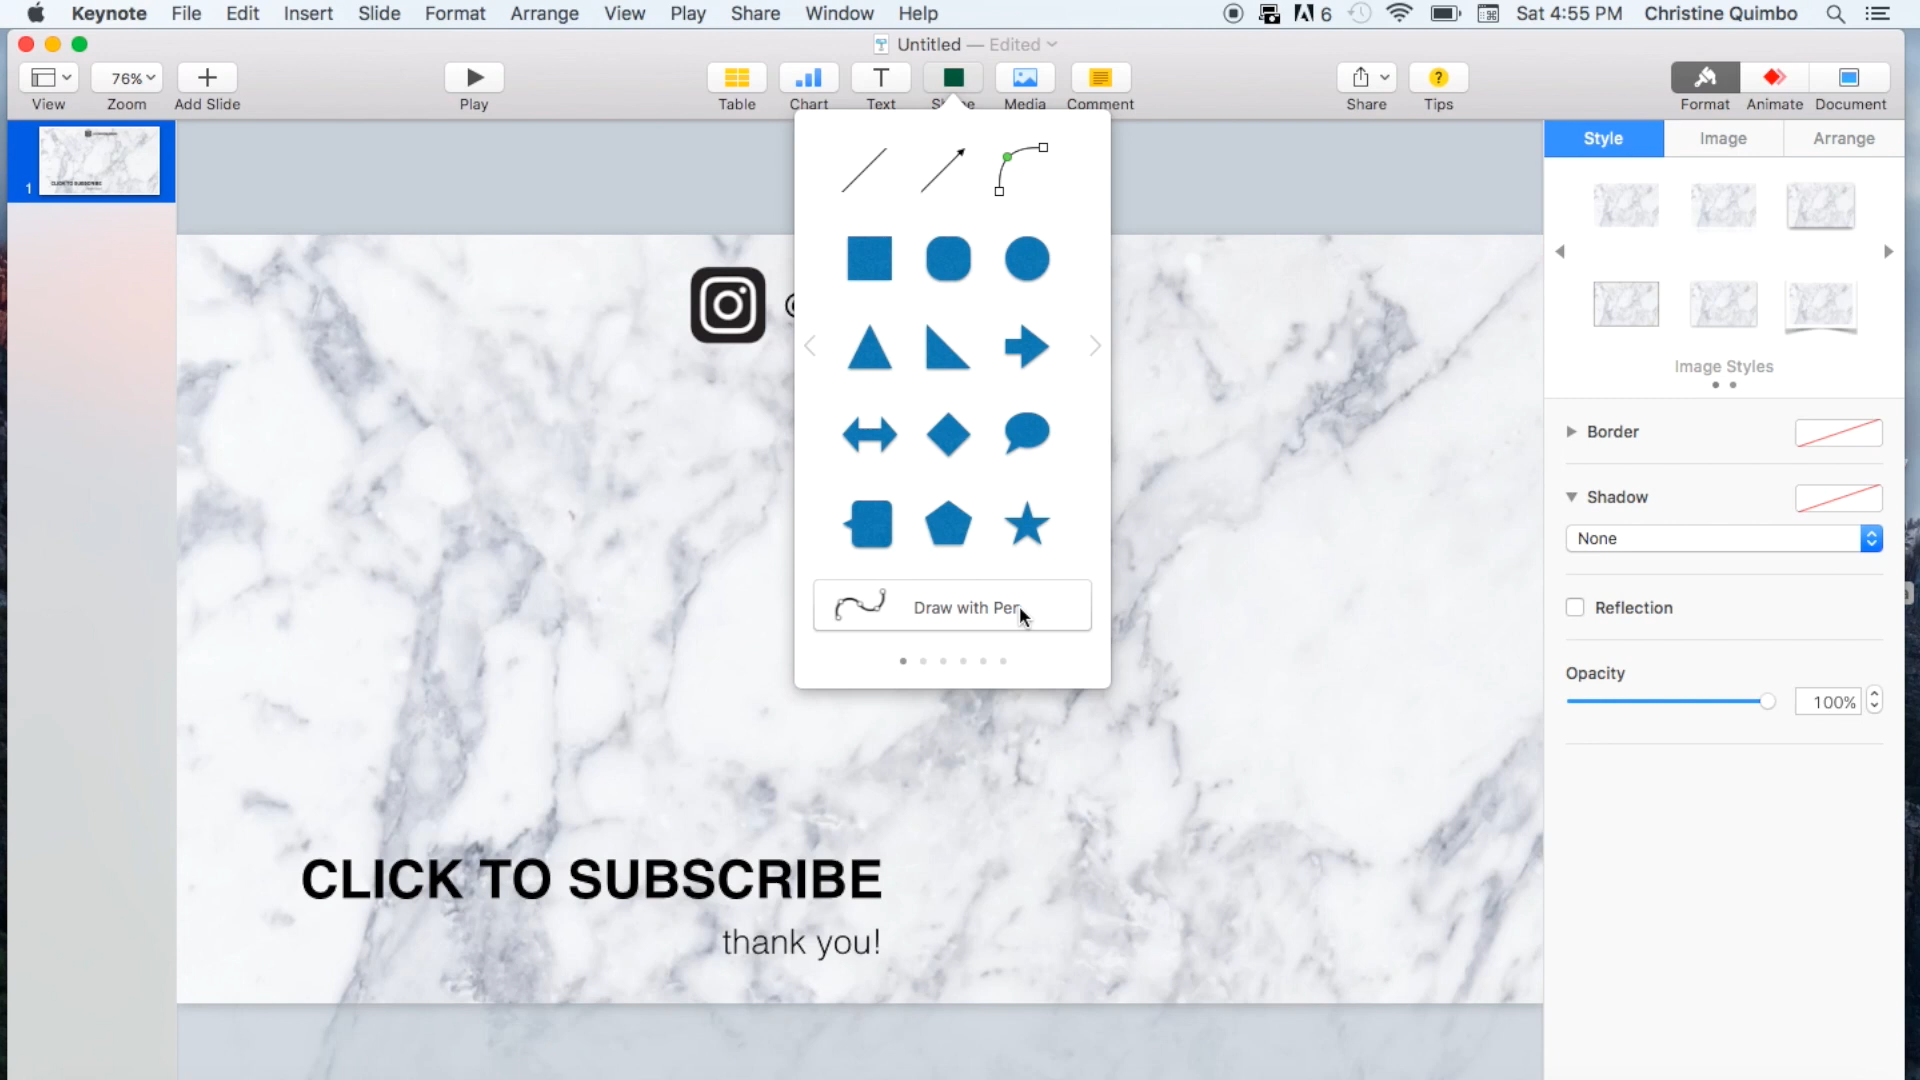 Keynote File Edit Insert Slide Format Arrange View Play Share Window Help 6 Sat 4:55 PM Christine Quimbo
Untitled — Edited
76%
View Zoom Add Slide Play Table Chart Text Media Comment Share Tips Format Animate Document
Style Image Arrange
1
CLICK TO SUBSCRIBE
Image Styles
Border
Shadow
None
Draw with Pen
Reflection
Opacity
100%
CLICK TO SUBSCRIBE
thank you!